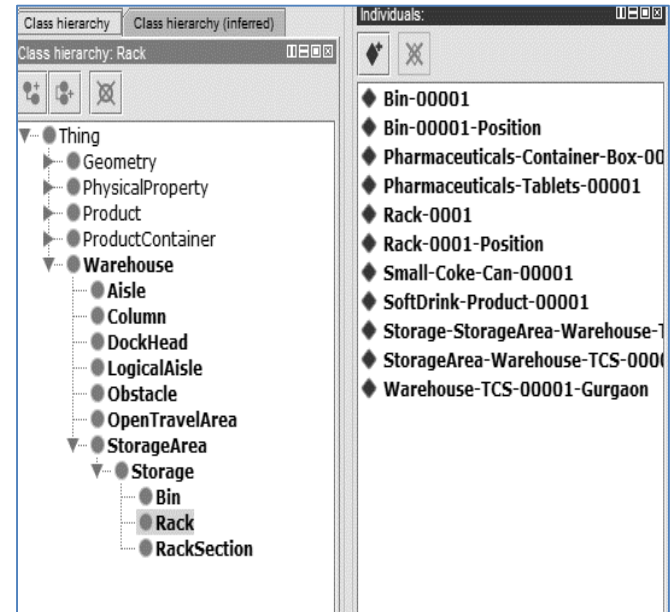 Class hierarchy
Class hierarchy (inferred)
Class hierarchy: Rack
Thing
Geometry
PhysicalProperty
Product
ProductContainer
Warehouse
Aisle
Column
DockHead
LogicalAisle
Obstacle
OpenTravelArea
StorageArea
Storage
Bin
Rack
RackSection
Individuals:
Bin-00001
Bin-00001-Position
Pharmaceuticals-Container-Box-00
Pharmaceuticals-Tablets-00001
Rack-0001
Rack-0001-Position
Small-Coke-Can-00001
SoftDrink-Product-00001
Storage-StorageArea-Warehouse-
StorageArea-Warehouse-TCS-000
Warehouse-TCS-00001-Gurgaon